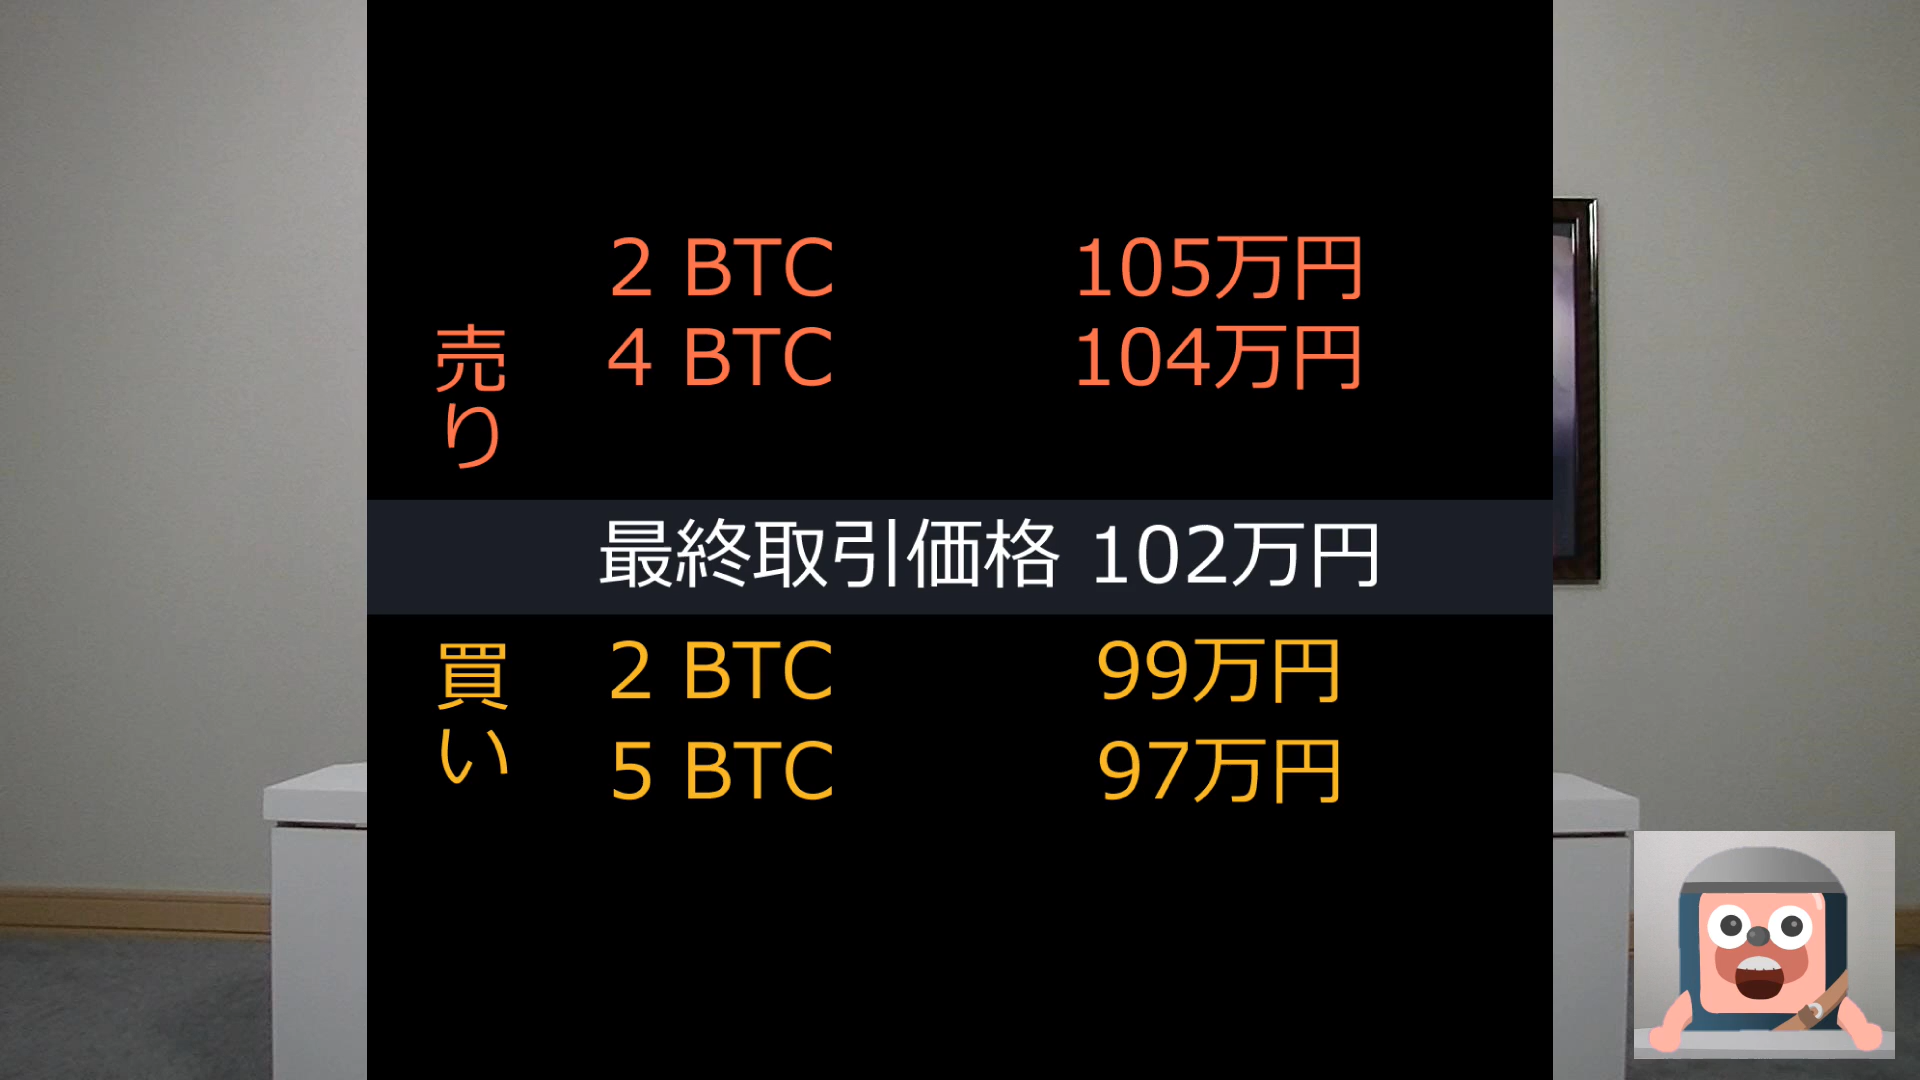 2 BTC 105万円
売り 4 BTC 104万円
最終取引価格 102万円
買い 2 BTC 99万円
5 BTC 97万円